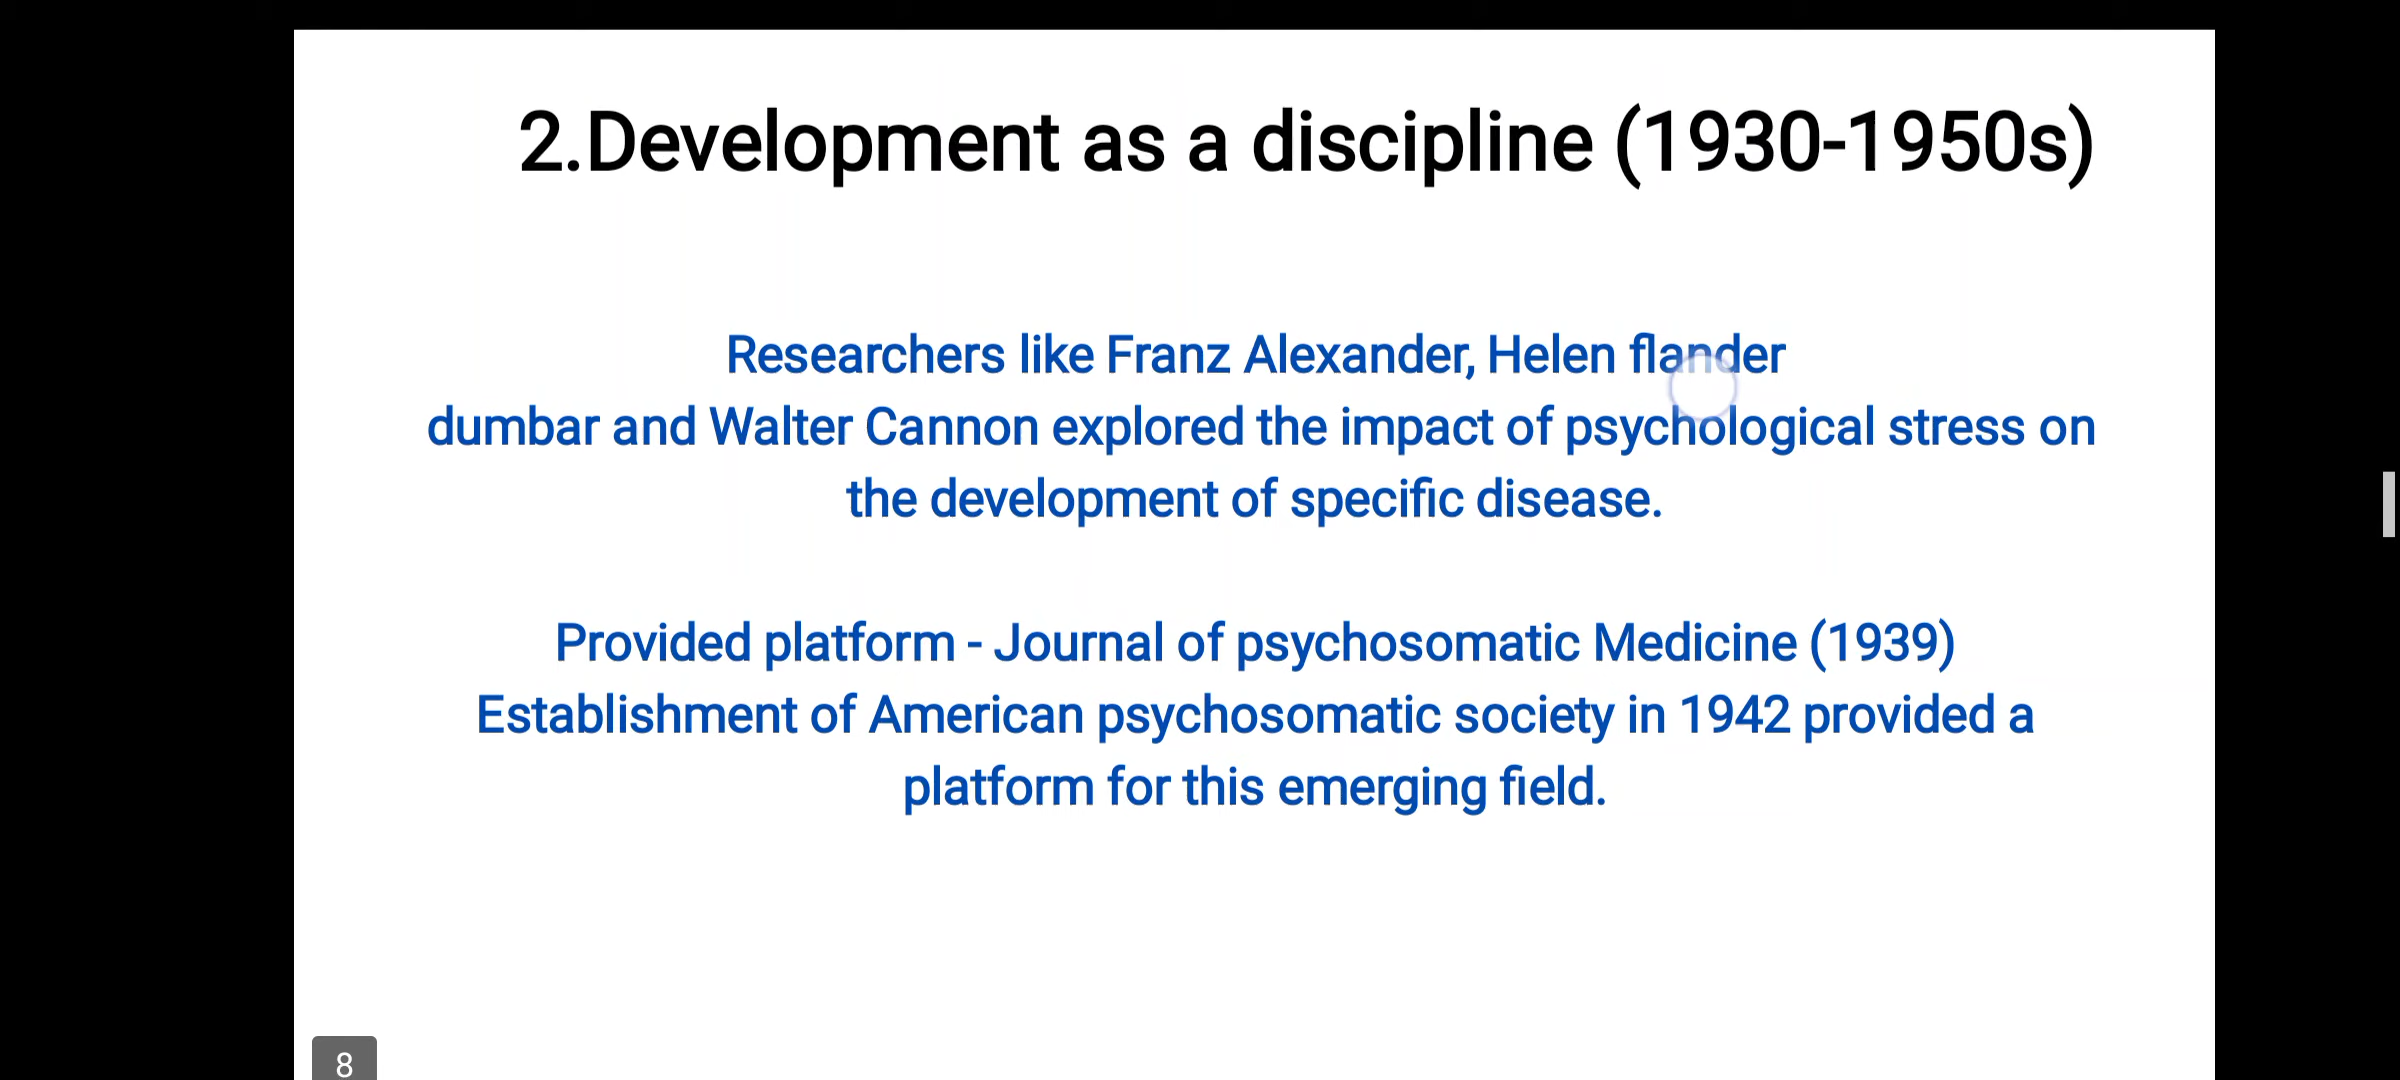 2.Development as a discipline (1930-1950s)
Researchers like Franz Alexander, Helen flander
dumbar and Walter Cannon explored the impact of psychological stress on
the development of specific disease.
Provided platform - Journal of psychosomatic Medicine (1939)
Establishment of American psychosomatic society in 1942 provided a
platform for this emerging field.
8